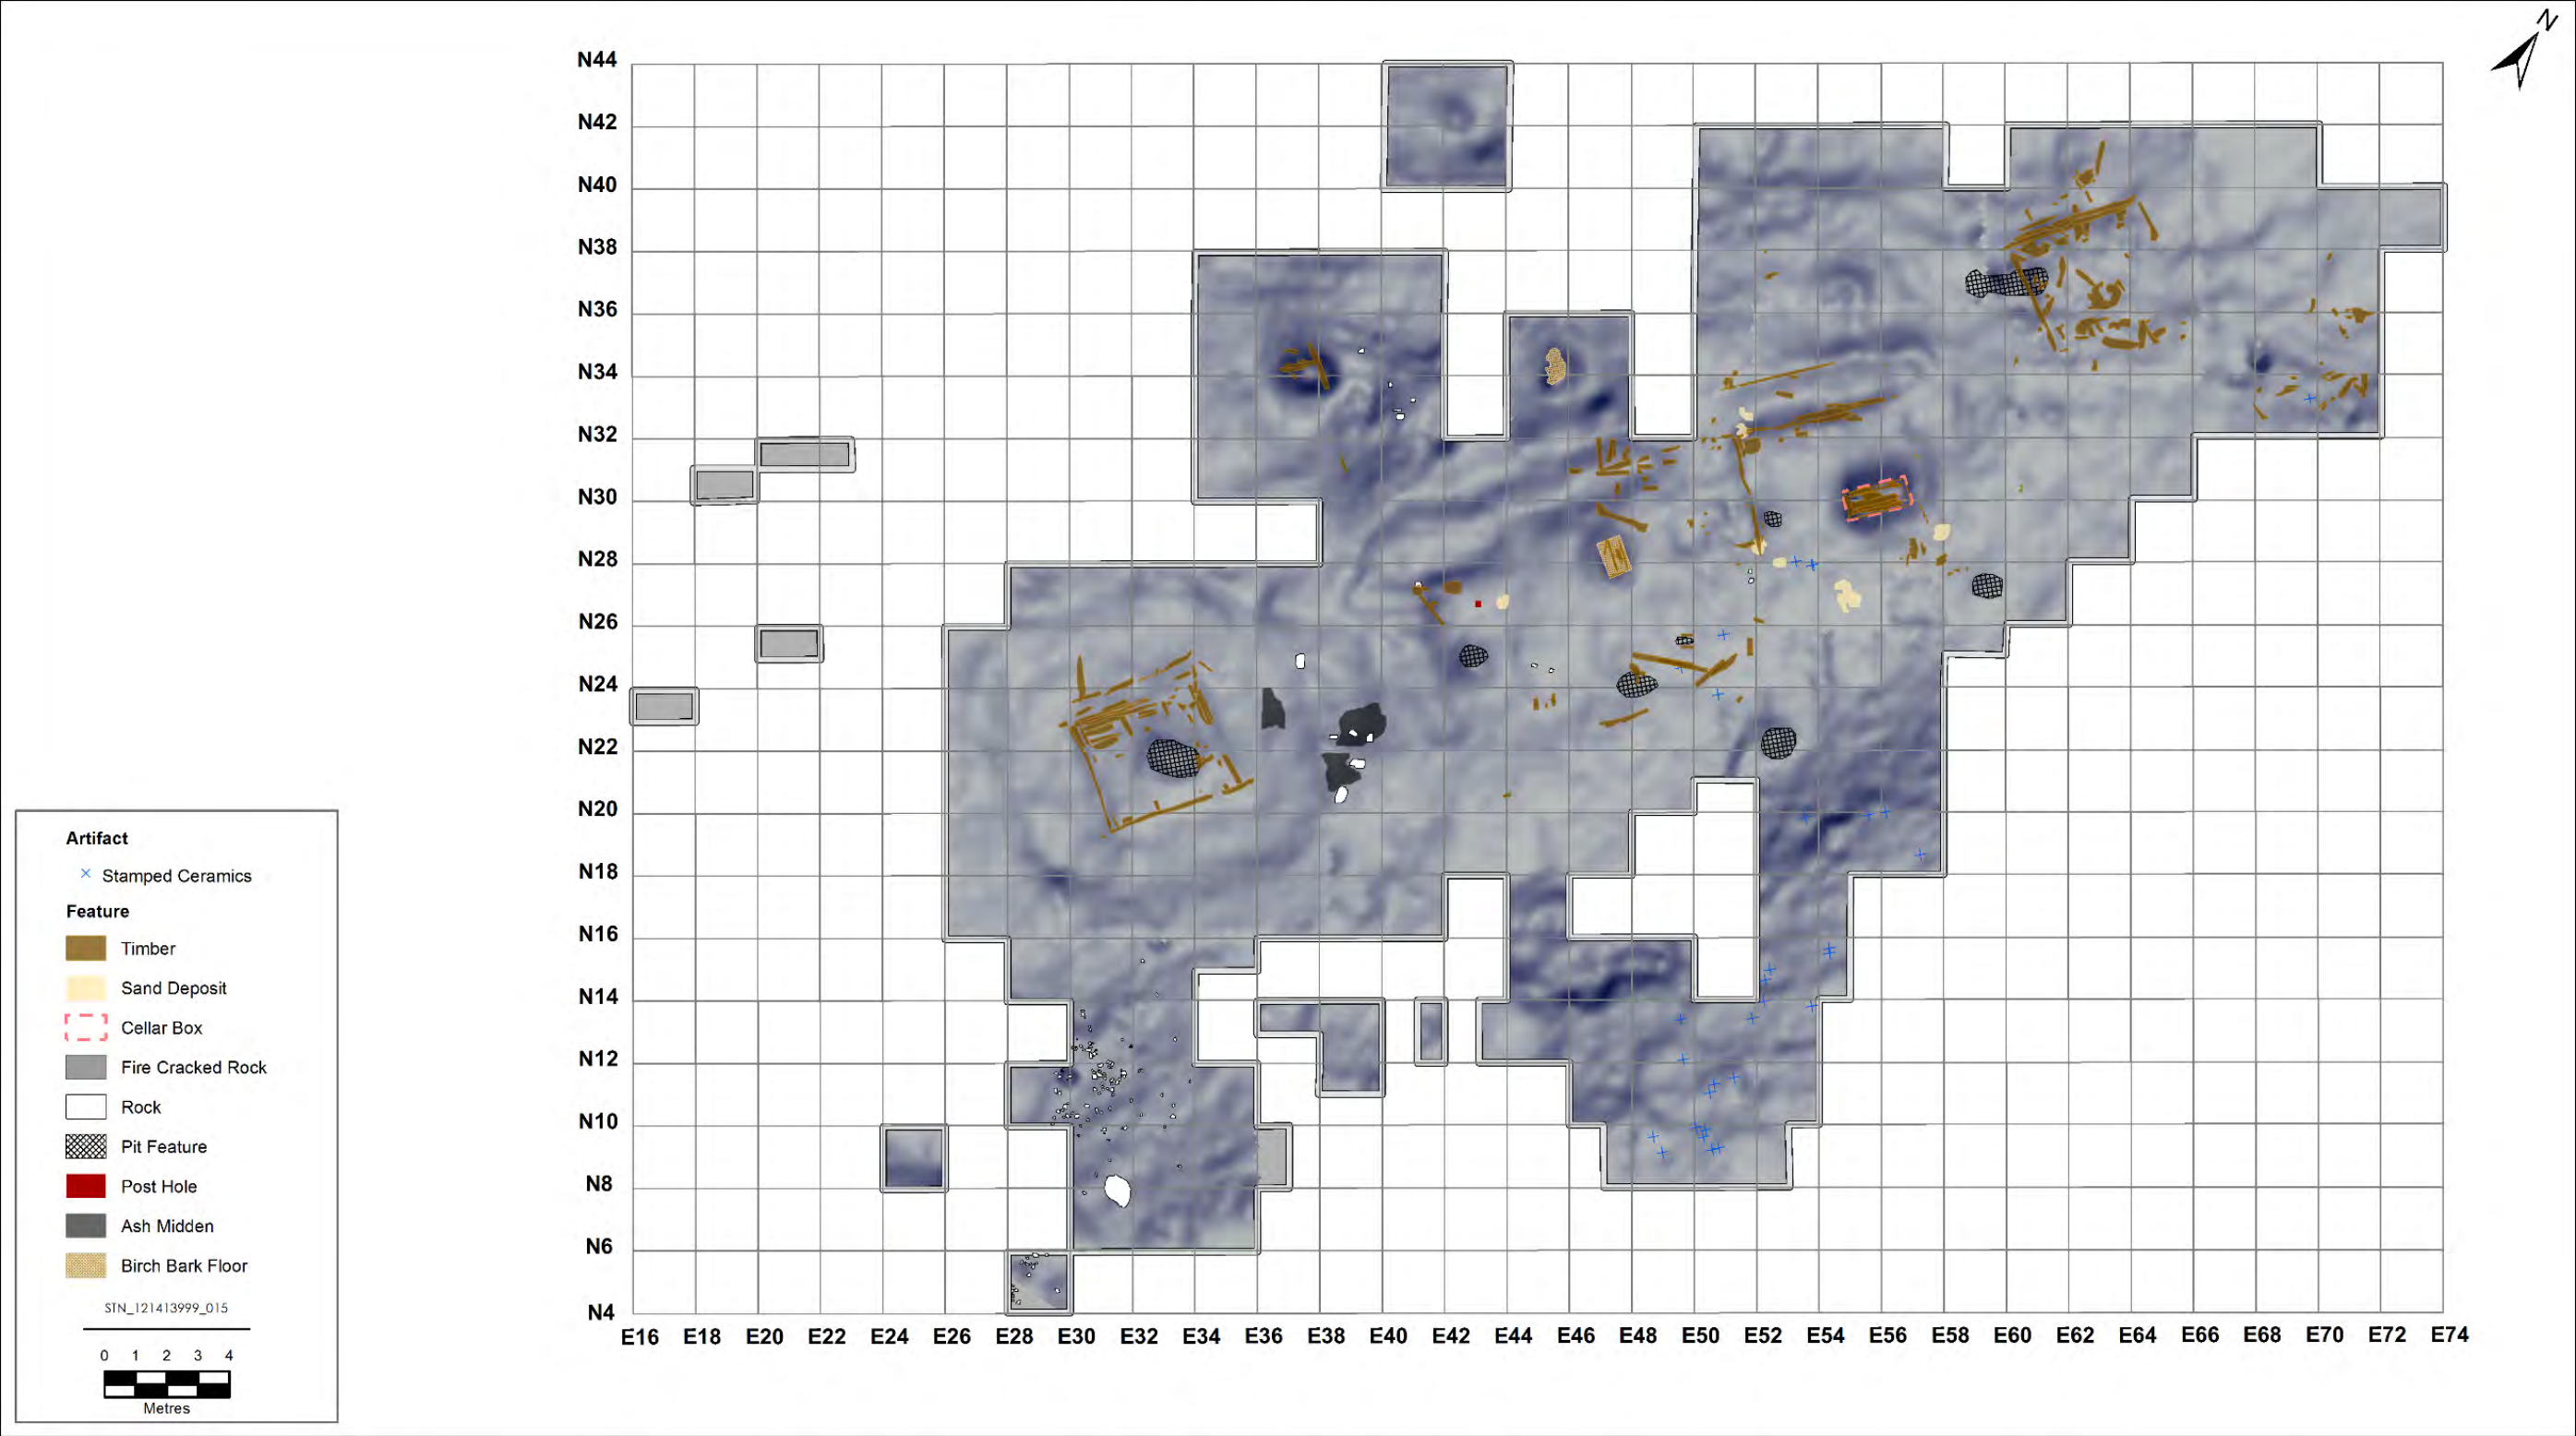 N
N44
N42
N40
N38
N36
N34
N32
N30
N28
N26
N24
N22
N20
N18
N16
N14
N12
N10
N8
N6
N4
E16 E18 E20 E22 E24 E26 E28 E30 E32 E34 E36 E38 E40 E42 E44 E46 E48 E50 E52 E54 E56 E58 E60 E62 E64 E66 E68 E70 E72 E74
Artifact
Stamped Ceramics
Feature
Timber
Sand Deposit
Cellar Box
Fire Cracked Rock
Rock
Pit Feature
Post Hole
Ash Midden
Birch Bark Floor
STN_121413999_015
0 1 2 3 4
Metres